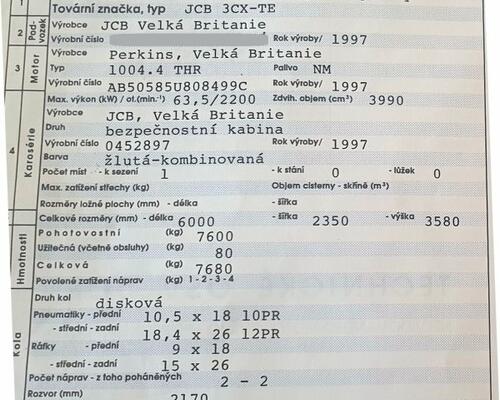 1 Tovární značka, typ JCB 3CX-TE
2 Podvozek Výrobce JCB Velká Britanie
Výrobní číslo Rok výroby/ 1997
3 Motor Výrobce Perkins, Velká Britanie
Typ 1004.4 THR Palivo NM
Výrobní číslo AB50585U808499C Rok výroby/ 1997
Max. výkon (kW) / ot.(min.⁻¹) 63,5/2200 Zdvih. objem (cm³) 3990
4 Karosérie Výrobce JCB, Velká Britanie
Druh bezpečnostní kabina
Výrobní číslo 0452897 Rok výroby/ 1997
Barva žlutá-kombinovaná
Počet míst - k sezení 1 - k stání 0 - lůžek 0
Max. zatížení střechy (kg) Objem cisterny - skříně (m³)
Rozměry ložné plochy (mm) - délka - šířka
Celkové rozměry (mm) - délka 6000 - šířka 2350 - výška 3580
Hmotnosti Pohotovostní (kg) 7600
Užitečná (včetně obsluhy) (kg) 80
Celková (kg) 7680
Povolené zatížení náprav (kg) 1 - 2 - 3 - 4
Kola Druh kol disková
Pneumatiky - přední 10,5 x 18 10PR
- střední - zadní 18,4 x 26 12PR
Ráfky - přední 9 x 18
- střední - zadní 15 x 26
Počet náprav - z toho poháněných 2 - 2
Rozvor (mm) 2170